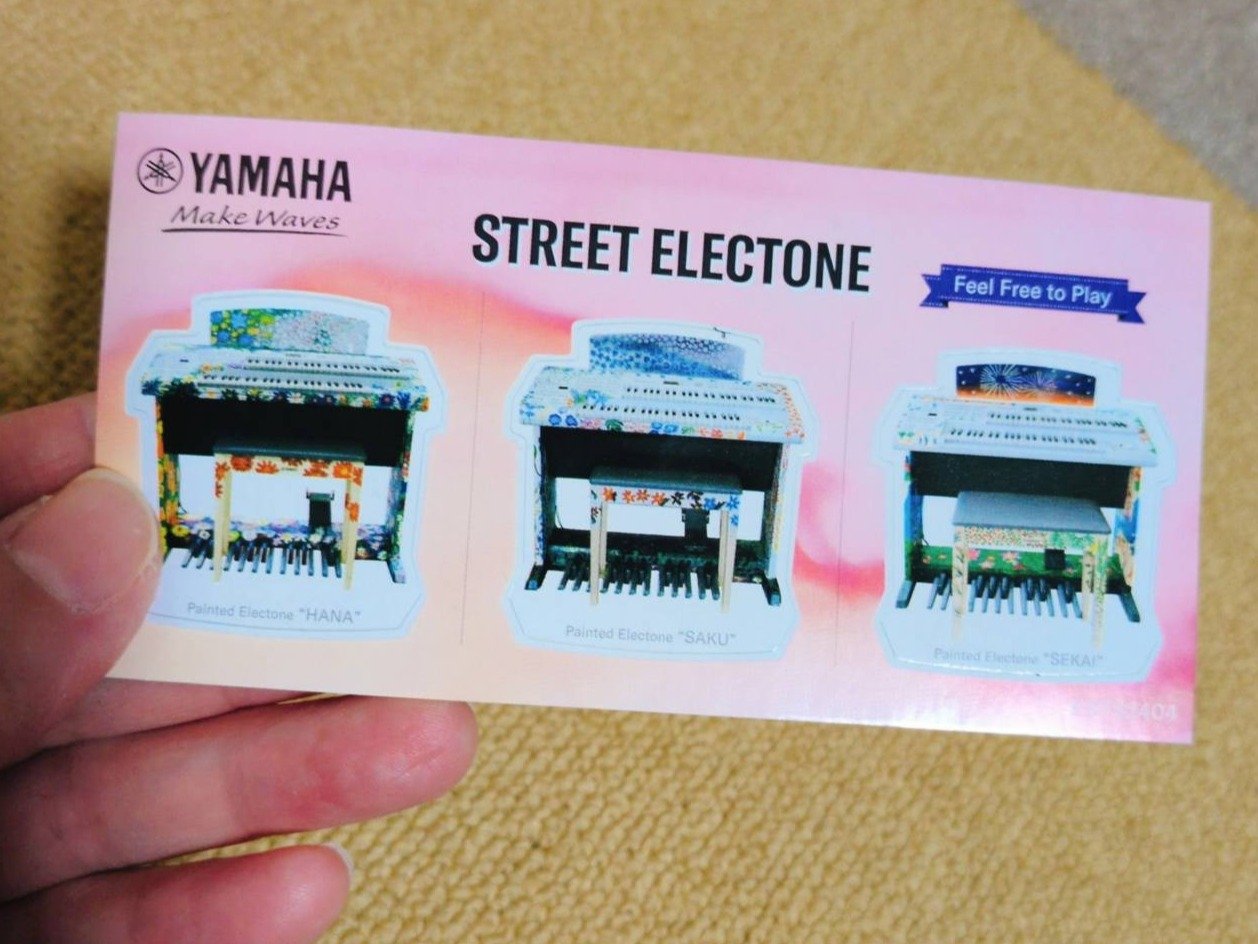 YAMAHA
Make Waves
STREET ELECTONE
Feel Free to Play
Painted Electone "HANA"
Painted Electone "SAKU"
Painted Electone "SEKAI"